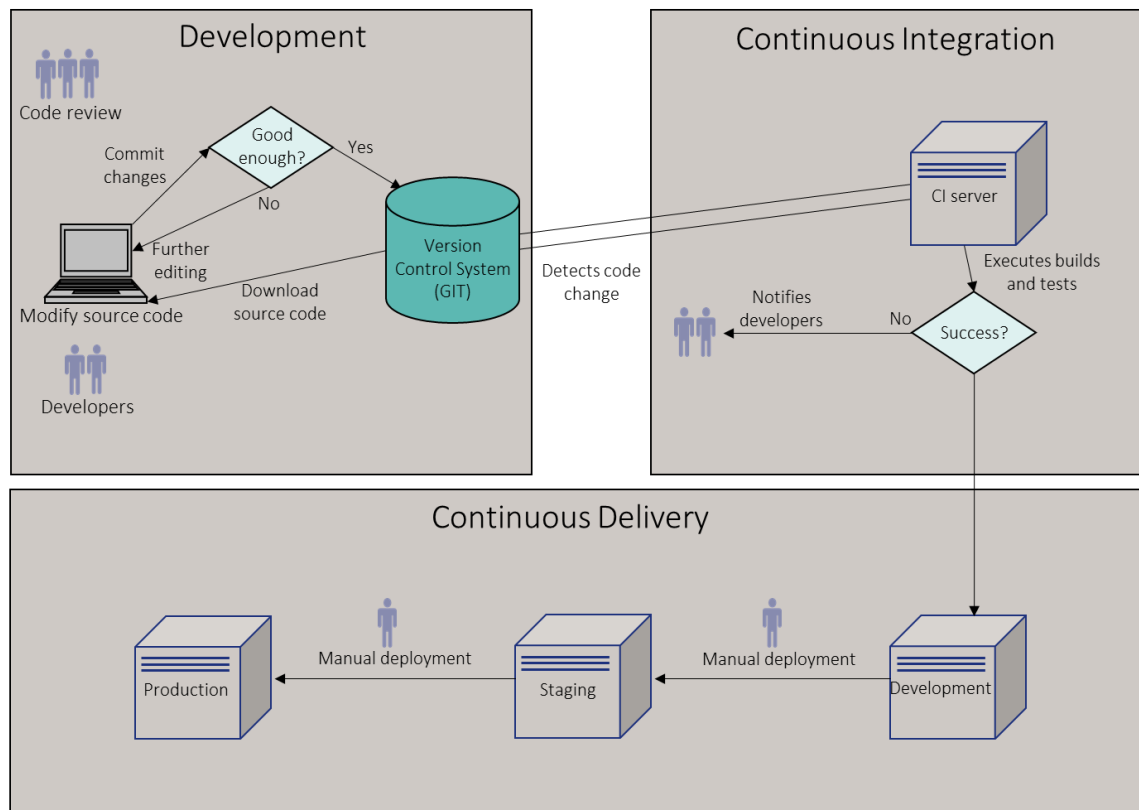 Development
Code review
Good
enough?
Commit
changes
Yes
No
Further
editing
Version
Control System
(GIT)
Download
source code
Modify source code
Developers
Detects code
change
Continuous Integration
CI server
Executes builds
and tests
Notifies
developers
No
Success?
Continuous Delivery
Manual deployment
Manual deployment
Production
Staging
Development